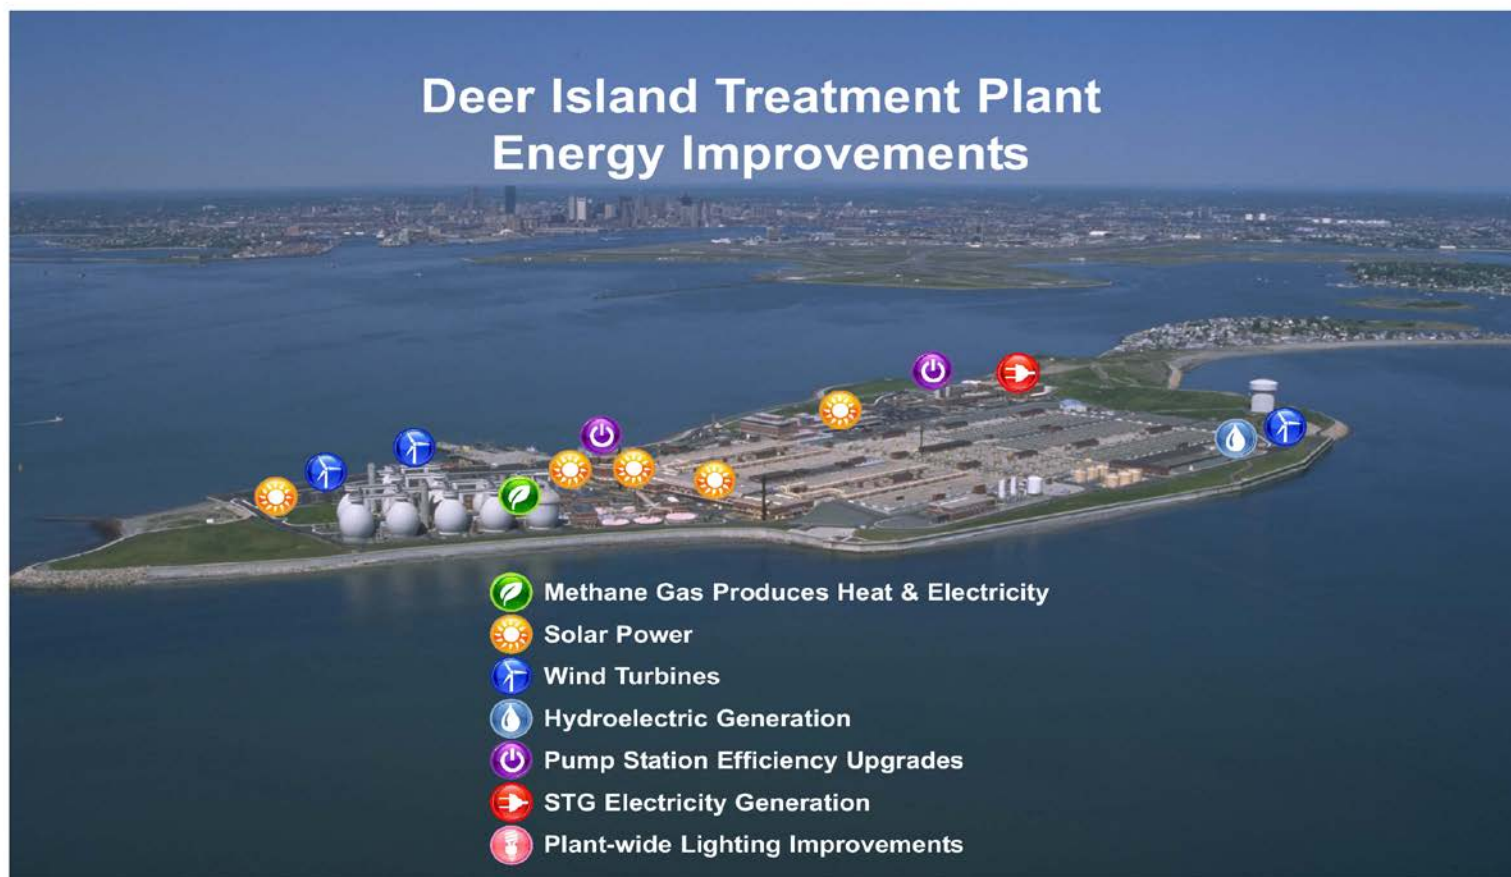 Deer Island Treatment Plant
Energy Improvements
Methane Gas Produces Heat & Electricity
Solar Power
Wind Turbines
Hydroelectric Generation
Pump Station Efficiency Upgrades
STG Electricity Generation
Plant-wide Lighting Improvements